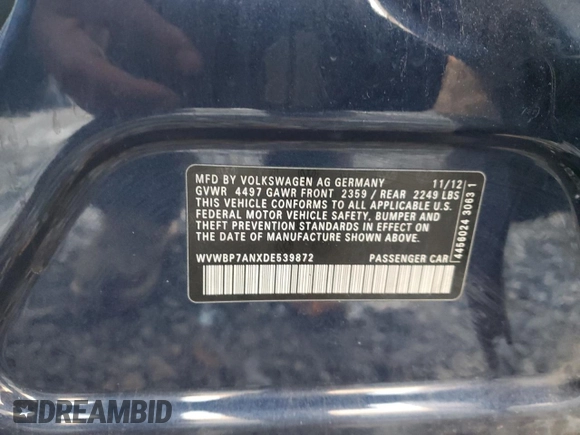 MFD BY VOLKSWAGEN AG GERMANY 11/12
GVWR 4497 GAWR FRONT 2359 / REAR 2249 LBS
THIS VEHICLE CONFORMS TO ALL APPLICABLE U.S.
FEDERAL MOTOR VEHICLE SAFETY, BUMPER AND
THEFT PREVENTION STANDARDS IN EFFECT ON
THE DATE OF MANUFACTURE SHOWN ABOVE.
WVWBP7ANXDE539872 PASSENGER CAR
4456024 3063 1
DREAMBID